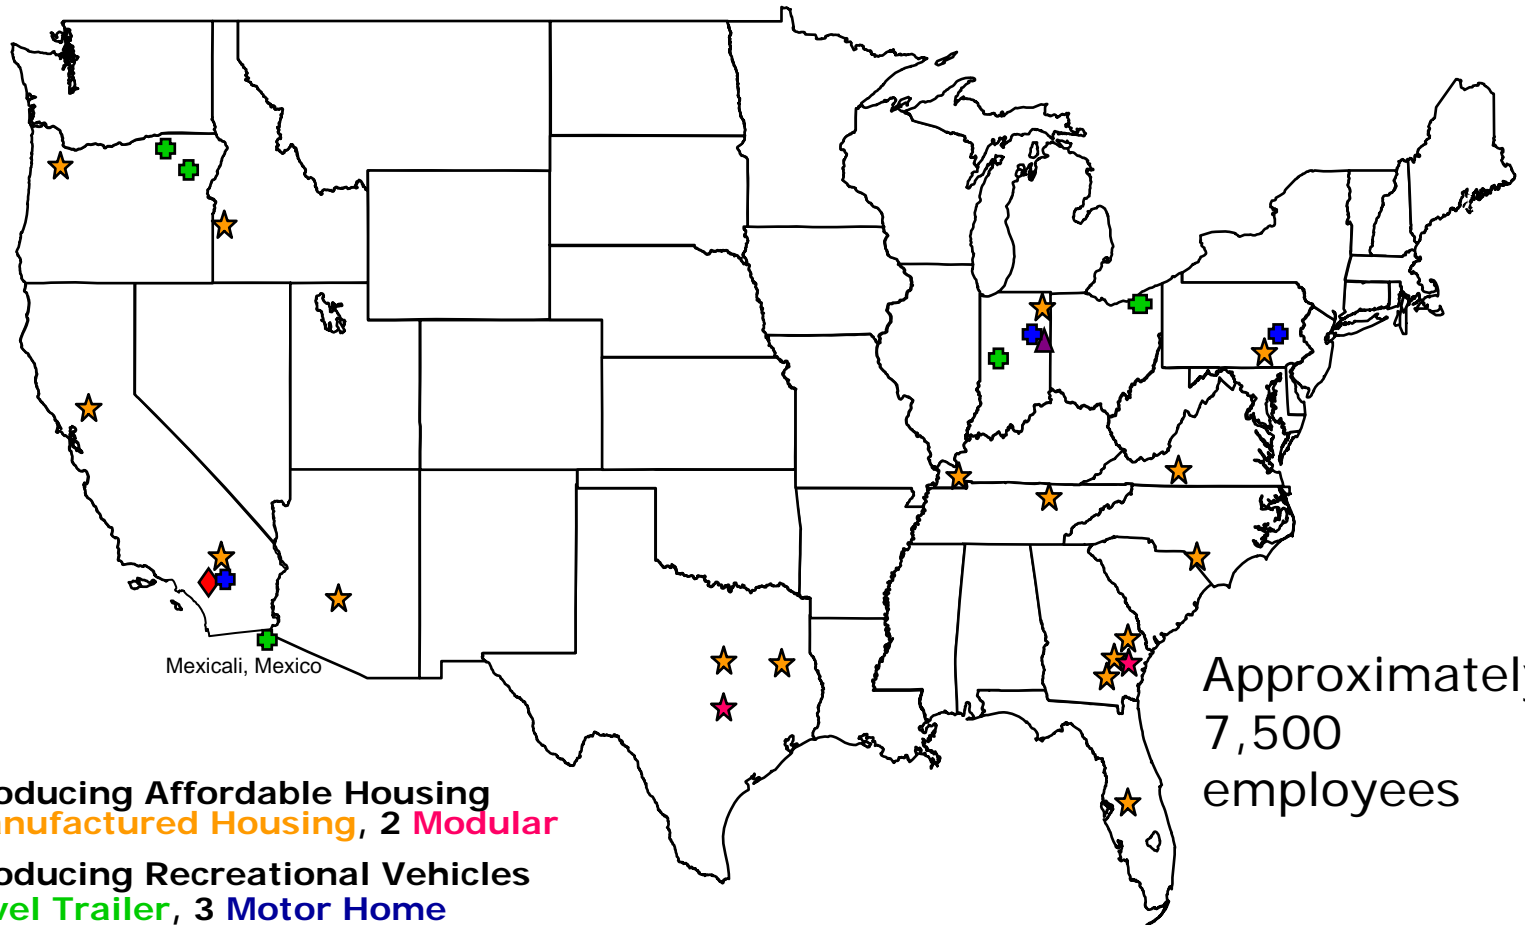 Mexicali, Mexico
Approximately
7,500
employees
oducing Affordable Housing
nufactured Housing, 2 Modular
oducing Recreational Vehicles
vel Trailer, 3 Motor Home